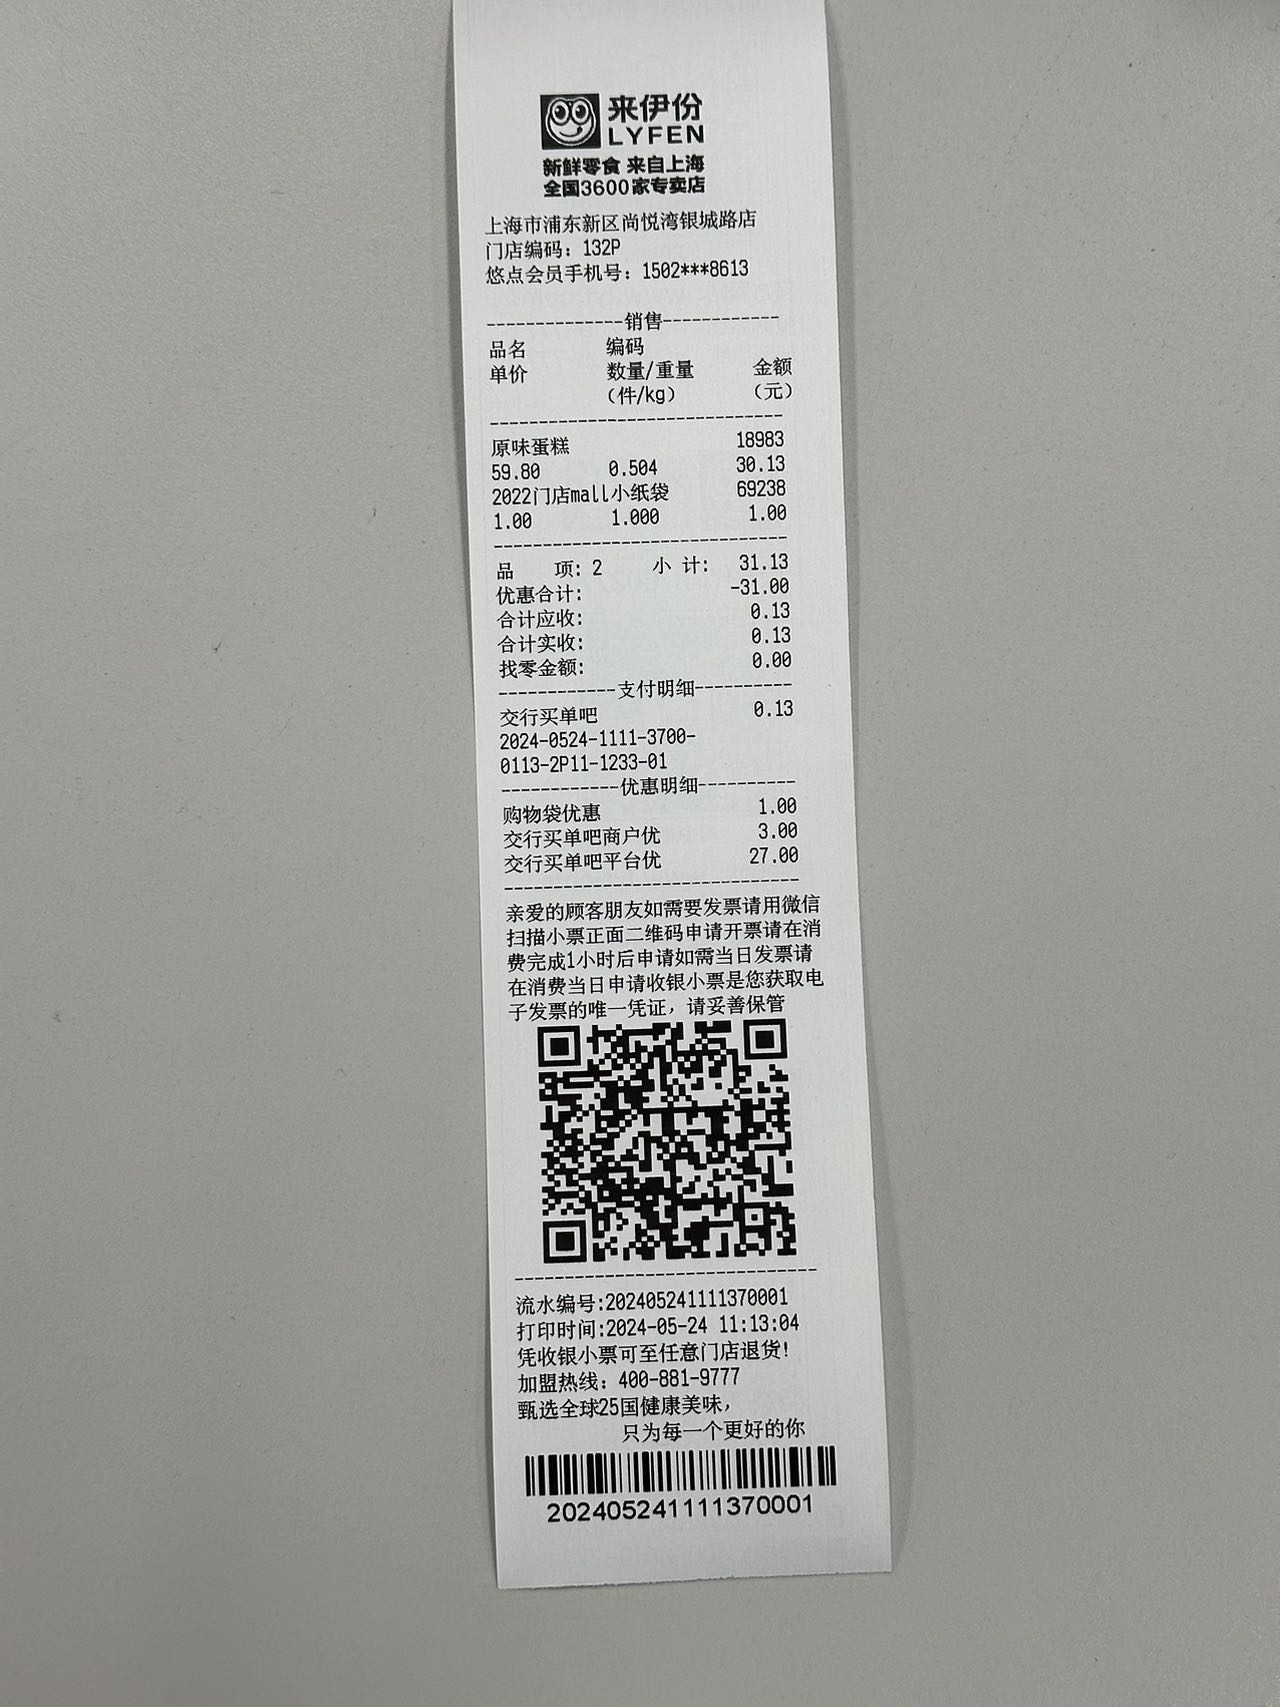 来伊份
LYFEN
新鲜零食 来自上海
全国3600家专卖店
上海市浦东新区尚悦湾银城路店
门店编码：132P
悠点会员手机号：1502***8613
--------------销售------------
品名 编码
单价 数量/重量 金额
（件/kg） （元）
------------------------------
原味蛋糕 18983
59.80 0.504 30.13
2022门店mall小纸袋 69238
1.00 1.000 1.00
------------------------------
品 项: 2 小 计: 31.13
优惠合计: -31.00
合计应收: 0.13
合计实收: 0.13
找零金额: 0.00
------------支付明细----------
交行买单吧 0.13
2024-0524-1111-3700-
0113-2P11-1233-01
------------优惠明细----------
购物袋优惠 1.00
交行买单吧商户优 3.00
交行买单吧平台优 27.00
------------------------------
亲爱的顾客朋友如需要发票请用微信
扫描小票正面二维码申请开票请在消
费完成1小时后申请如需当日发票请
在消费当日申请收银小票是您获取电
子发票的唯一凭证，请妥善保管
------------------------------
流水编号:202405241111370001
打印时间:2024-05-24 11:13:04
凭收银小票可至任意门店退货!
加盟热线：400-881-9777
甄选全球25国健康美味，
只为每一个更好的你
202405241111370001